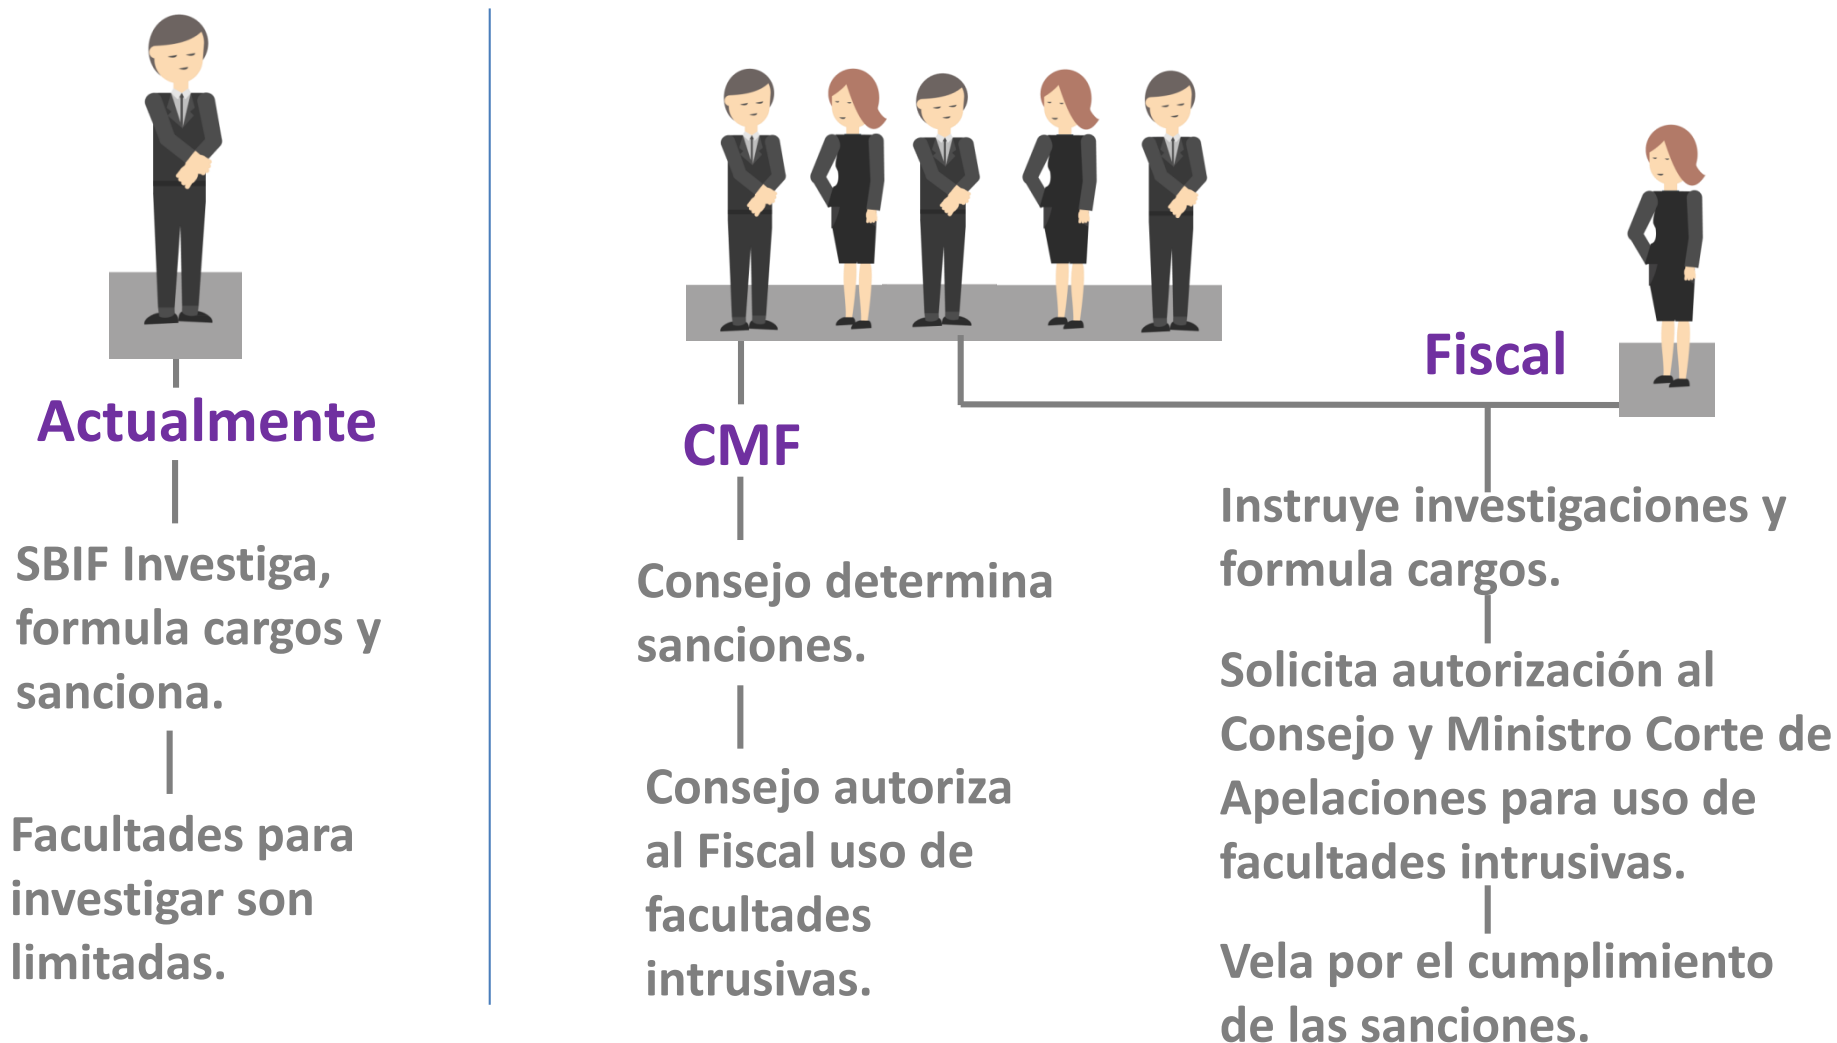 Actualmente
SBIF Investiga,
formula cargos y
sanciona.
Facultades para
investigar son
limitadas.
CMF
Consejo determina
sanciones.
Consejo autoriza
al Fiscal uso de
facultades
intrusivas.
Fiscal
Instruye investigaciones y
formula cargos.
Solicita autorización al
Consejo y Ministro Corte de
Apelaciones para uso de
facultades intrusivas.
Vela por el cumplimiento
de las sanciones.